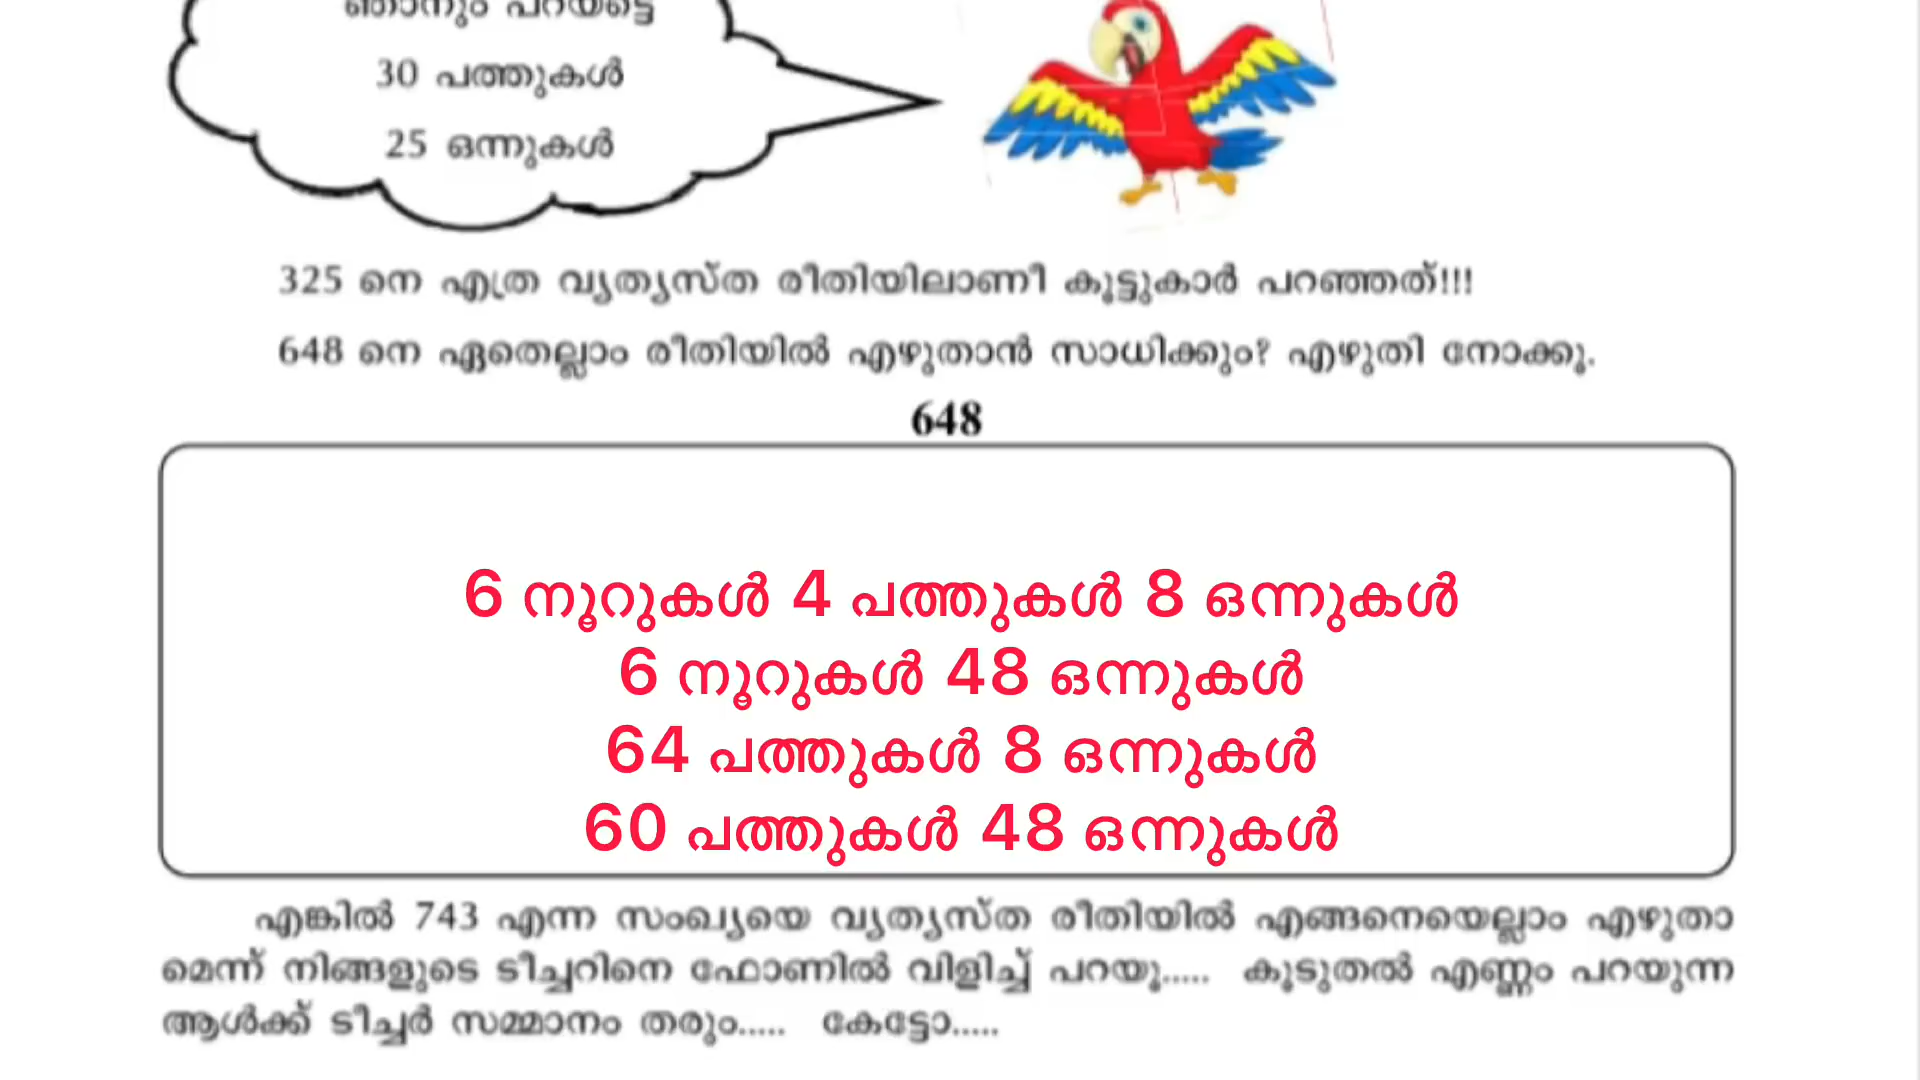 ഞാനും പറയട്ടെ
30 പത്തുകൾ
25 ഒന്നുകൾ
325 നെ എത്ര വ്യത്യസ്ത രീതിയിലാണീ കൂട്ടുകാർ പറഞ്ഞത്!!!
648 നെ ഏതെല്ലാം രീതിയിൽ എഴുതാൻ സാധിക്കും? എഴുതി നോക്കൂ.
648
6 നൂറുകൾ 4 പത്തുകൾ 8 ഒന്നുകൾ
6 നൂറുകൾ 48 ഒന്നുകൾ
64 പത്തുകൾ 8 ഒന്നുകൾ
60 പത്തുകൾ 48 ഒന്നുകൾ
എങ്കിൽ 743 എന്ന സംഖ്യയെ വ്യത്യസ്ത രീതിയിൽ എങ്ങനെയെല്ലാം എഴുതാ
മെന്ന് നിങ്ങളുടെ ടീച്ചറിനെ ഫോണിൽ വിളിച്ച് പറയൂ..... കൂടുതൽ എണ്ണം പറയുന്ന
ആൾക്ക് ടീച്ചർ സമ്മാനം തരും..... കേട്ടോ.....